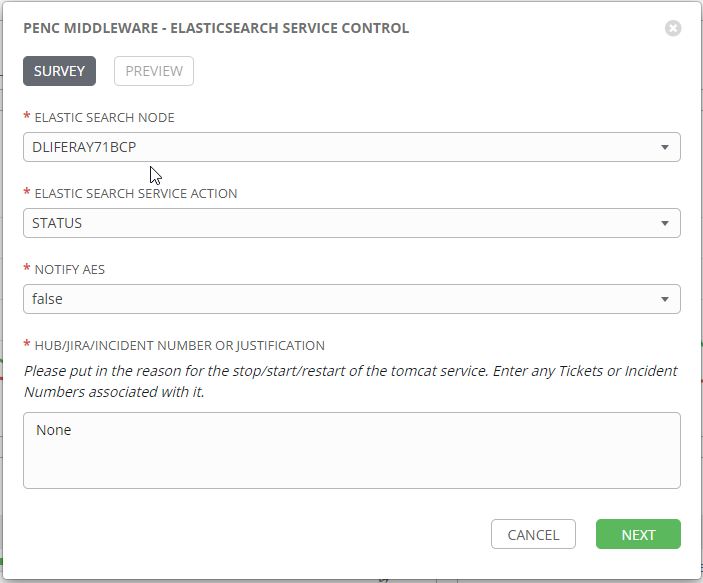 PENC MIDDLEWARE - ELASTICSEARCH SERVICE CONTROL
SURVEY
PREVIEW
* ELASTIC SEARCH NODE
DLIFERAY71BCP
* ELASTIC SEARCH SERVICE ACTION
STATUS
* NOTIFY AES
false
* HUB/JIRA/INCIDENT NUMBER OR JUSTIFICATION
Please put in the reason for the stop/start/restart of the tomcat service. Enter any Tickets or Incident
Numbers associated with it.
None
CANCEL
NEXT